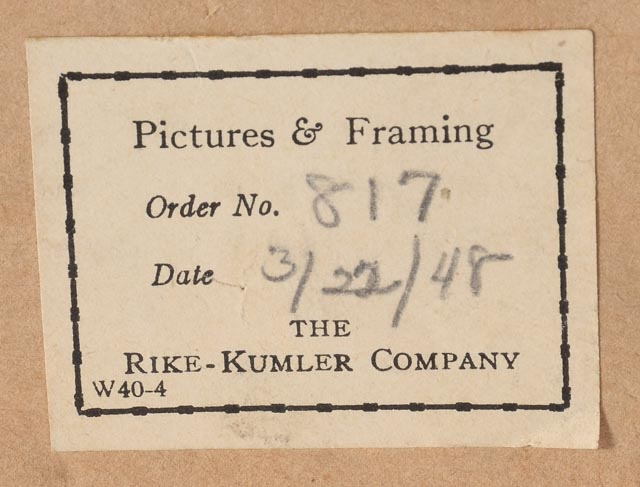 Pictures & Framing
Order No. 817
Date 3/22/48
THE
RIKE-KUMLER COMPANY
W40-4